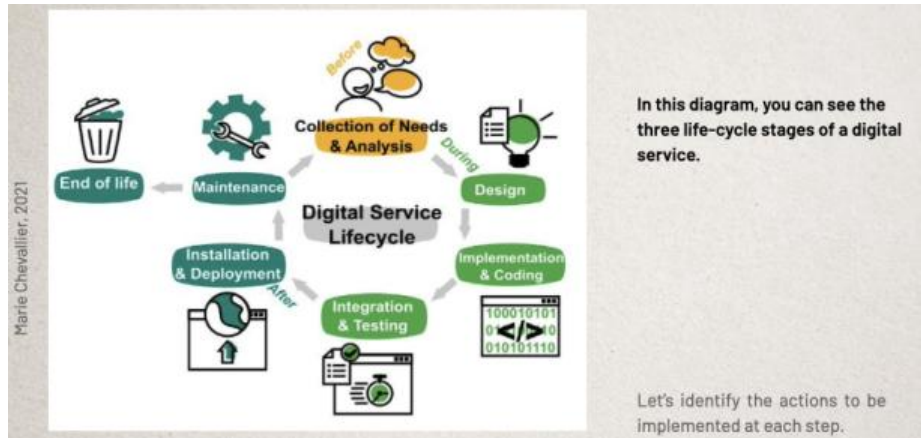 Marie Chevallier, 2021
Before
Collection of Needs
& Analysis
During
Design
Implementation
& Coding
100010101
</>
010101110
Integration
& Testing
After
Installation
& Deployment
Maintenance
End of life
Digital Service
Lifecycle
In this diagram, you can see the
three life-cycle stages of a digital
service.
Let's identify the actions to be
implemented at each step.